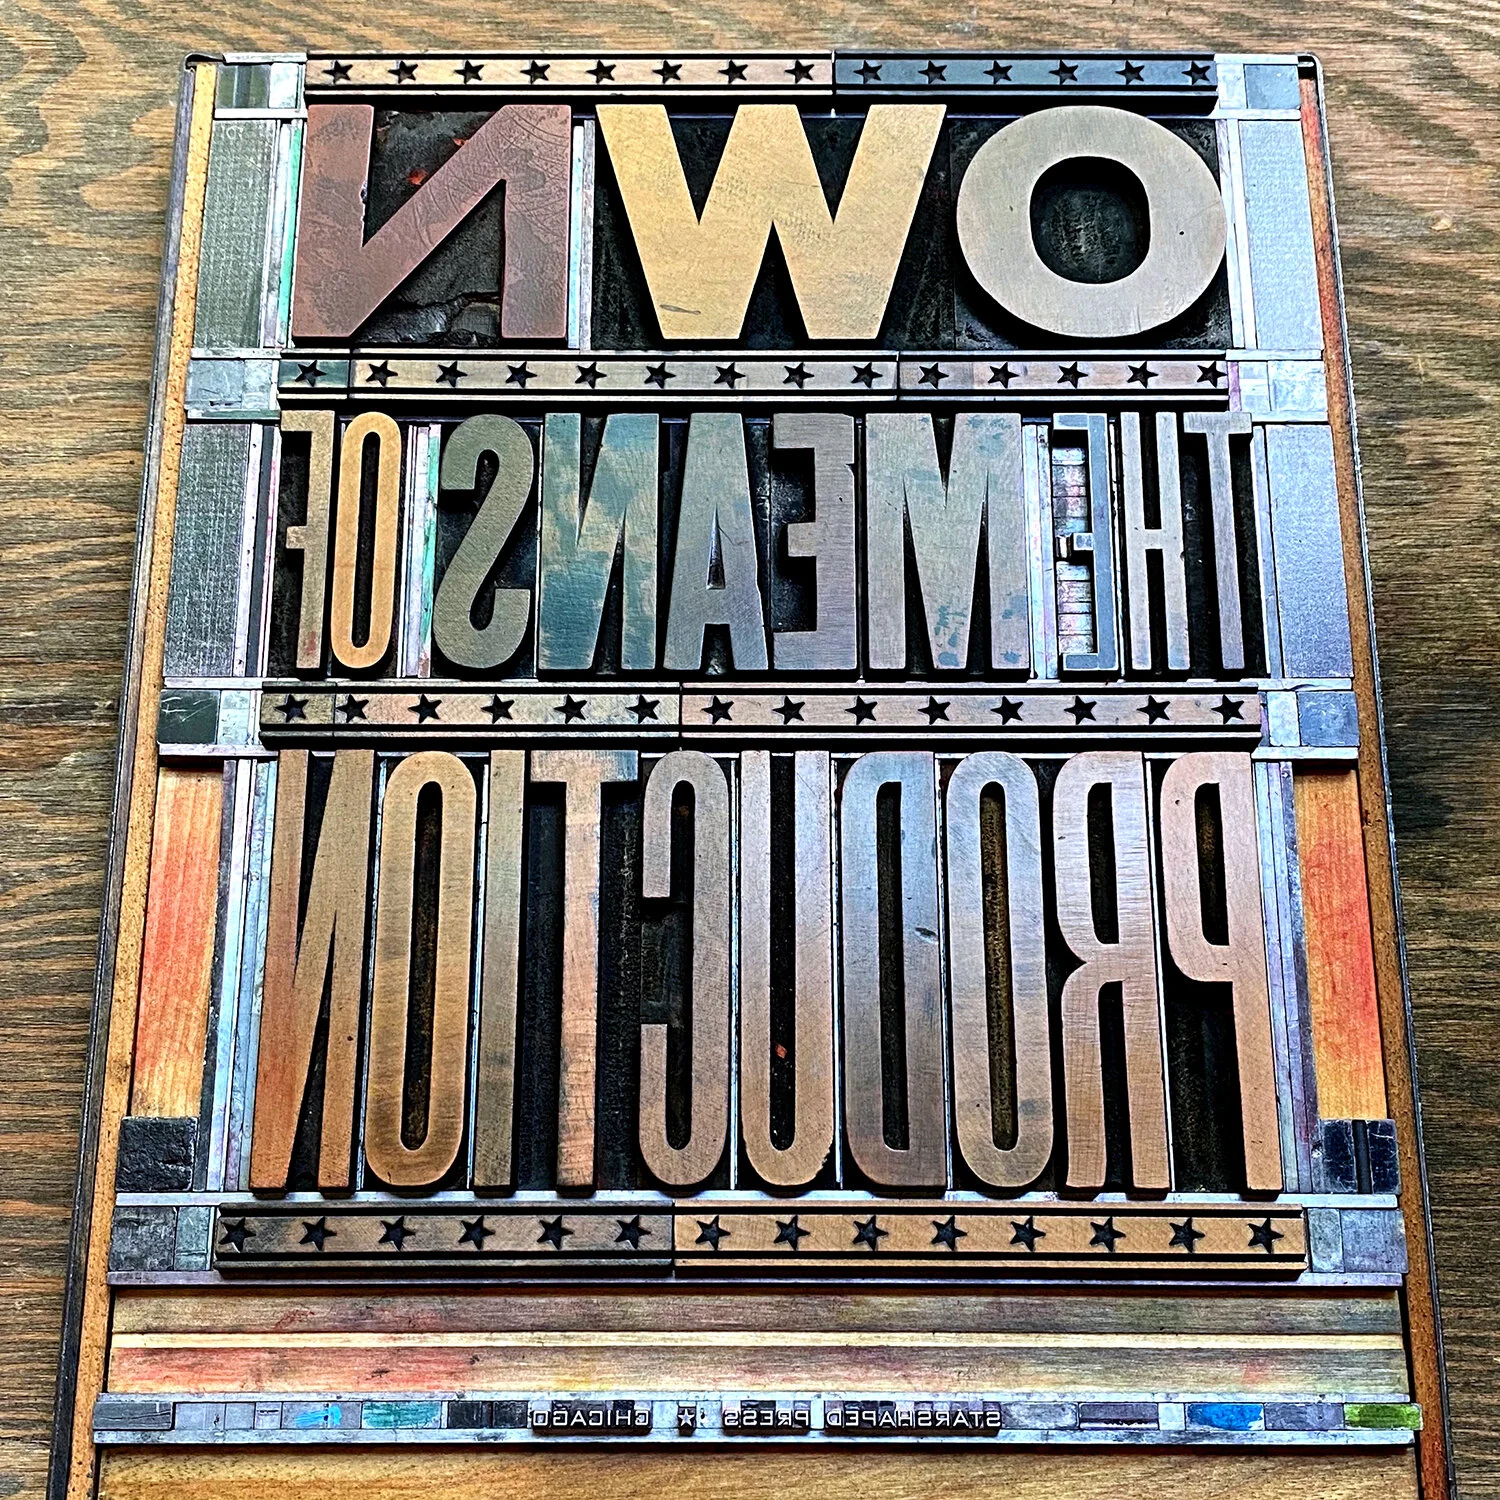 OWN
THE MEANS OF
PRODUCTION
STARSHAPED PRESS ★ CHICAGO